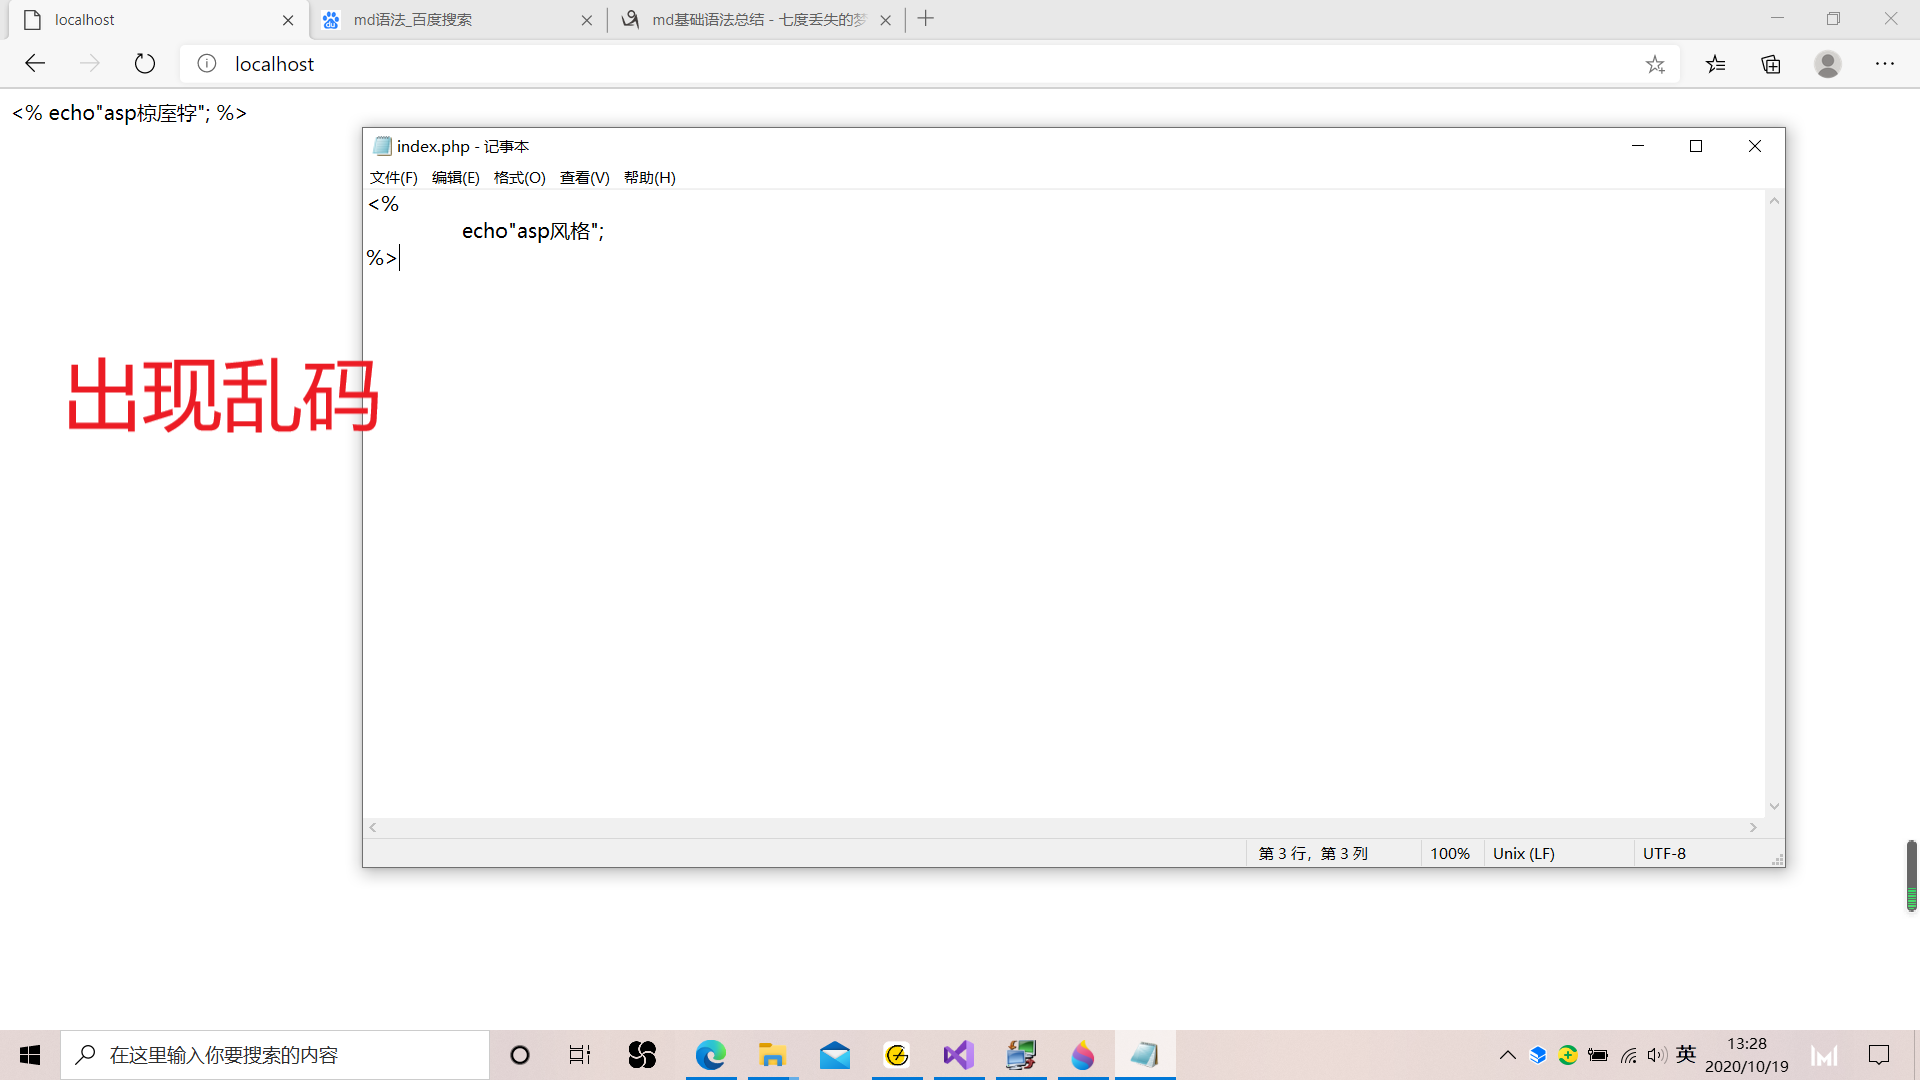 localhost
md语法_百度搜索
md基础语法总结 - 七度丢失的梦
localhost
<% echo"asp椋庢牸"; %>
index.php - 记事本
文件(F) 编辑(E) 格式(O) 查看(V) 帮助(H)
<%
echo"asp风格";
%>
出现乱码
第 3 行，第 3 列
100%
Unix (LF)
UTF-8
在这里输入你要搜索的内容
英
13:28
2020/10/19